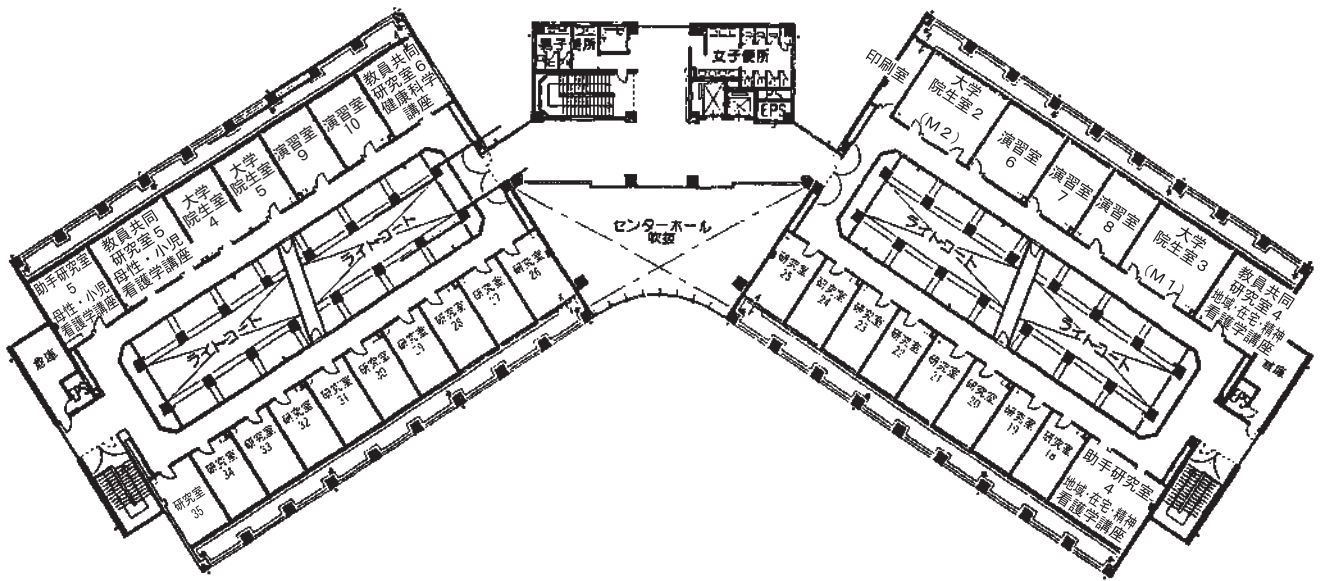 教員共同
研究室6
健康科学
講座
演習室
10
演習室
9
大学
院生室
5
大学
院生室
4
教員共同
研究室5
母性・小児
看護学講座
助手研究室
5
母性・小児
看護学講座
倉庫
ライトコート
ライトコート
研究室
26
研究室
27
研究室
28
研究室
29
研究室
30
研究室
31
研究室
32
研究室
33
研究室
34
研究室
35
男子便所
女子便所
EPS
センターホール
吹抜
印刷室
大学
院生室2
(M2)
演習室
6
演習室
7
演習室
8
大学
院生室3
(M1)
教員共同
研究室4
地域・在宅・精神
看護学講座
倉庫
EPS
ライトコート
ライトコート
研究室
25
研究室
24
研究室
23
研究室
22
研究室
21
研究室
20
研究室
19
研究室
18
助手研究室
4
地域・在宅・精神
看護学講座